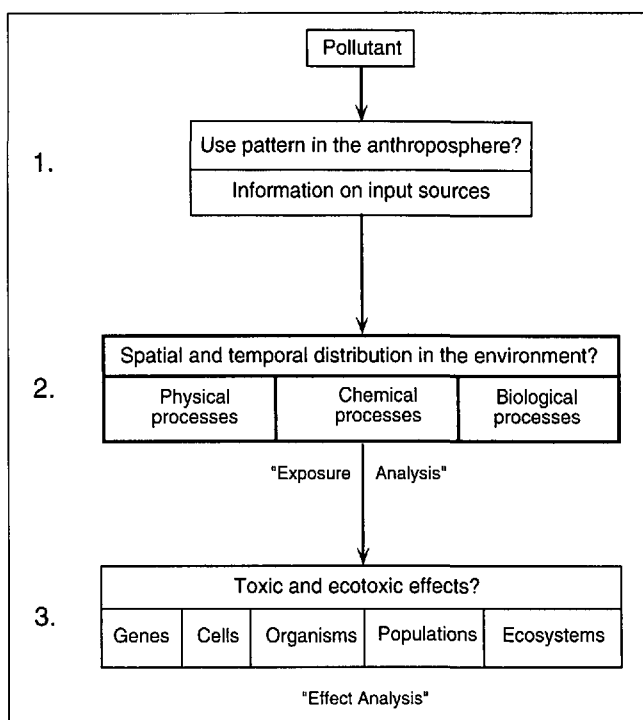 Pollutant
1.
Use pattern in the anthroposphere?
Information on input sources
2.
Spatial and temporal distribution in the environment?
Physical processes
Chemical processes
Biological processes
"Exposure Analysis"
3.
Toxic and ecotoxic effects?
Genes Cells Organisms Populations Ecosystems
"Effect Analysis"